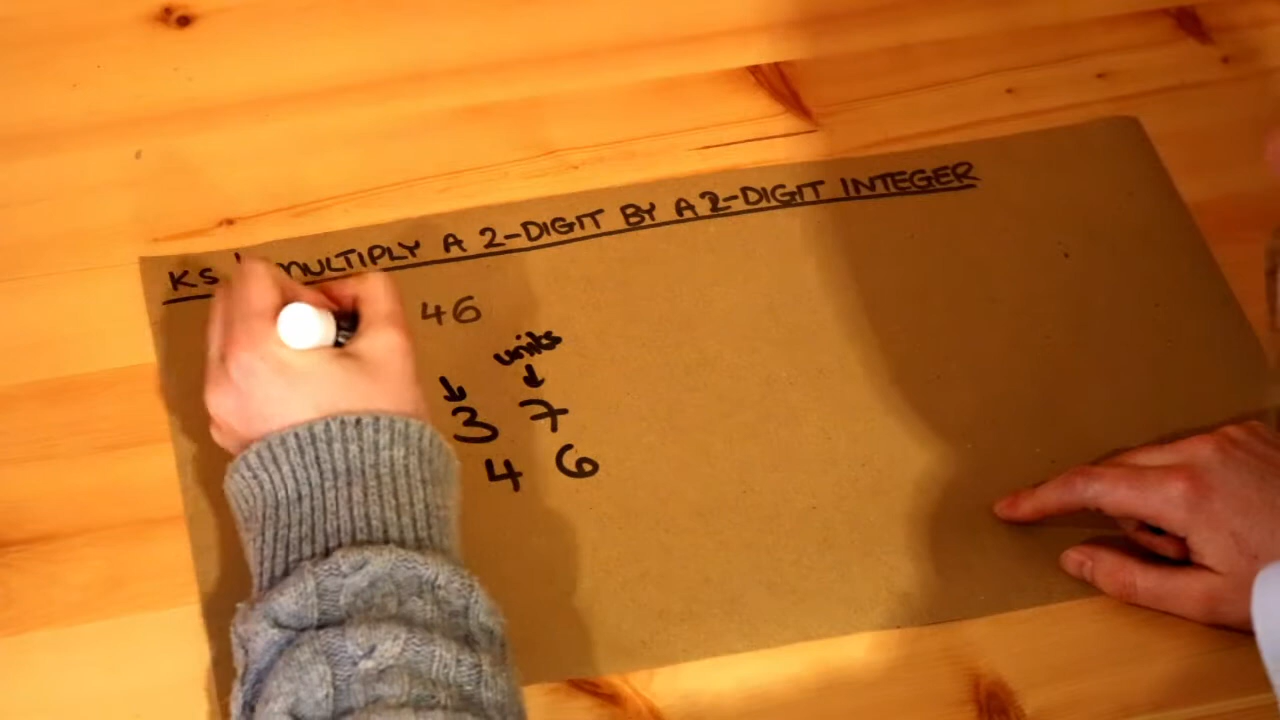 KS MULTIPLY A 2-DIGIT BY A 2-DIGIT INTEGER
46
units
↓ ↓
3 7
4 6